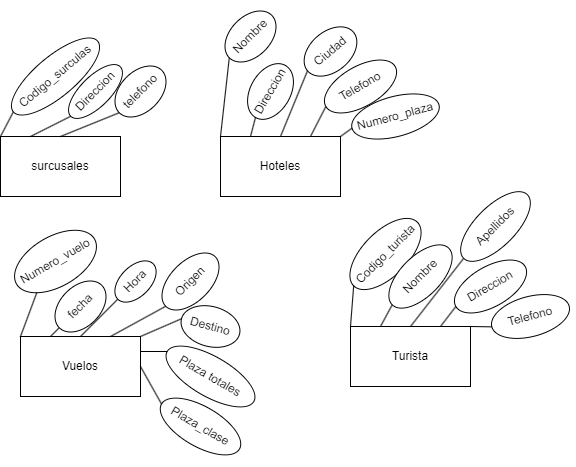 Codigo_surculas
Direccion
telefono
surcusales
Nombre
Direccion
Ciudad
Telefono
Numero_plaza
Hoteles
Numero_vuelo
fecha
Hora
Origen
Destino
Plaza totales
Plaza_clase
Vuelos
Codigo_turista
Nombre
Apellidos
Direccion
Telefono
Turista